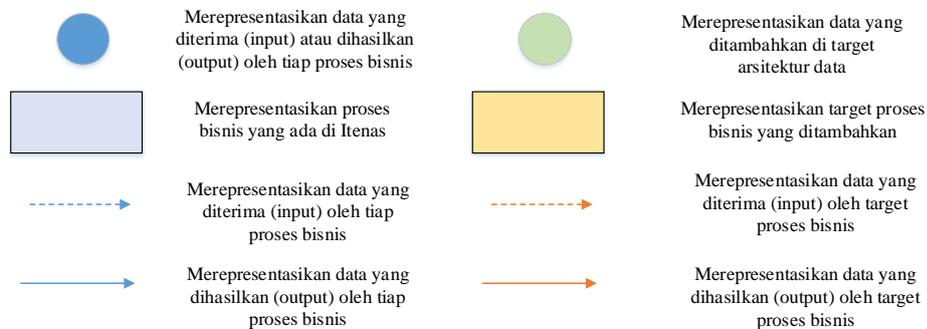 Merepresentasikan data yang
diterima (input) atau dihasilkan
(output) oleh tiap proses bisnis
Merepresentasikan data yang
ditambahkan di target
arsitektur data
Merepresentasikan proses
bisnis yang ada di Itenas
Merepresentasikan target proses
bisnis yang ditambahkan
Merepresentasikan data yang
diterima (input) oleh tiap
proses bisnis
Merepresentasikan data yang
diterima (input) oleh target
proses bisnis
Merepresentasikan data yang
dihasilkan (output) oleh tiap
proses bisnis
Merepresentasikan data yang
dihasilkan (output) oleh target
proses bisnis